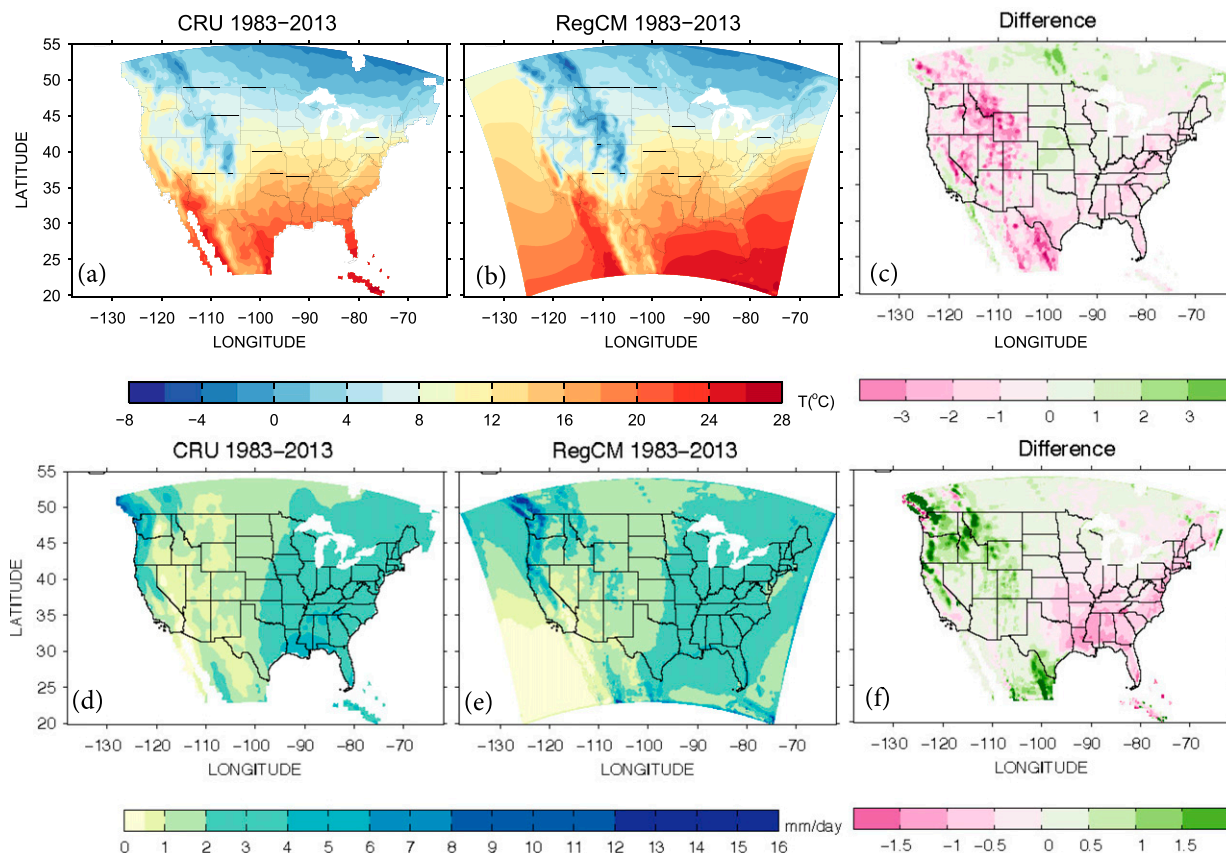 CRU 1983–2013
RegCM 1983–2013
Difference
55
50
45
40
35
30
25
20
LATITUDE
(a)
(b)
(c)
−130 −120 −110 −100 −90 −80 −70
−130 −120 −110 −100 −90 −80 −70
−130 −120 −110 −100 −90 −80 −70
LONGITUDE
LONGITUDE
LONGITUDE
−8 −4 0 4 8 12 16 20 24 28
T(°C)
−3 −2 −1 0 1 2 3
CRU 1983–2013
RegCM 1983–2013
Difference
55
50
45
40
35
30
25
20
LATITUDE
(d)
(e)
(f)
−130 −120 −110 −100 −90 −80 −70
−130 −120 −110 −100 −90 −80 −70
−130 −120 −110 −100 −90 −80 −70
LONGITUDE
LONGITUDE
LONGITUDE
0 1 2 3 4 5 6 7 8 9 10 11 12 13 14 15 16
mm/day
−1.5 −1 −0.5 0 0.5 1 1.5